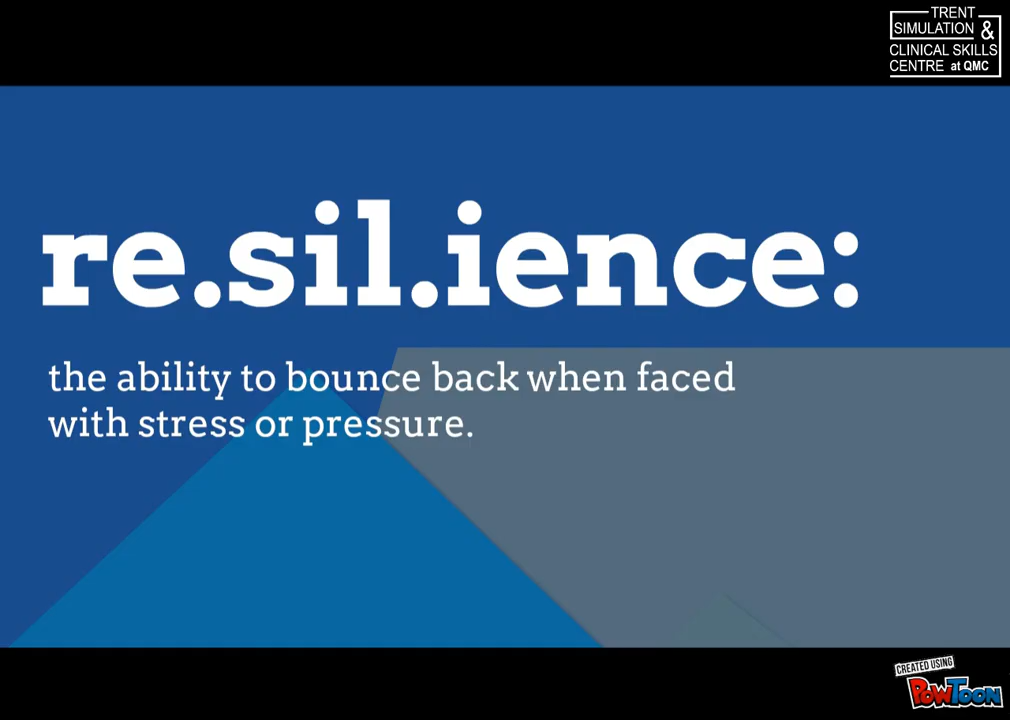 TRENT
SIMULATION &
CLINICAL SKILLS
CENTRE at QMC
re.sil.ience:
the ability to bounce back when faced
with stress or pressure.
CREATED USING
POWTOON